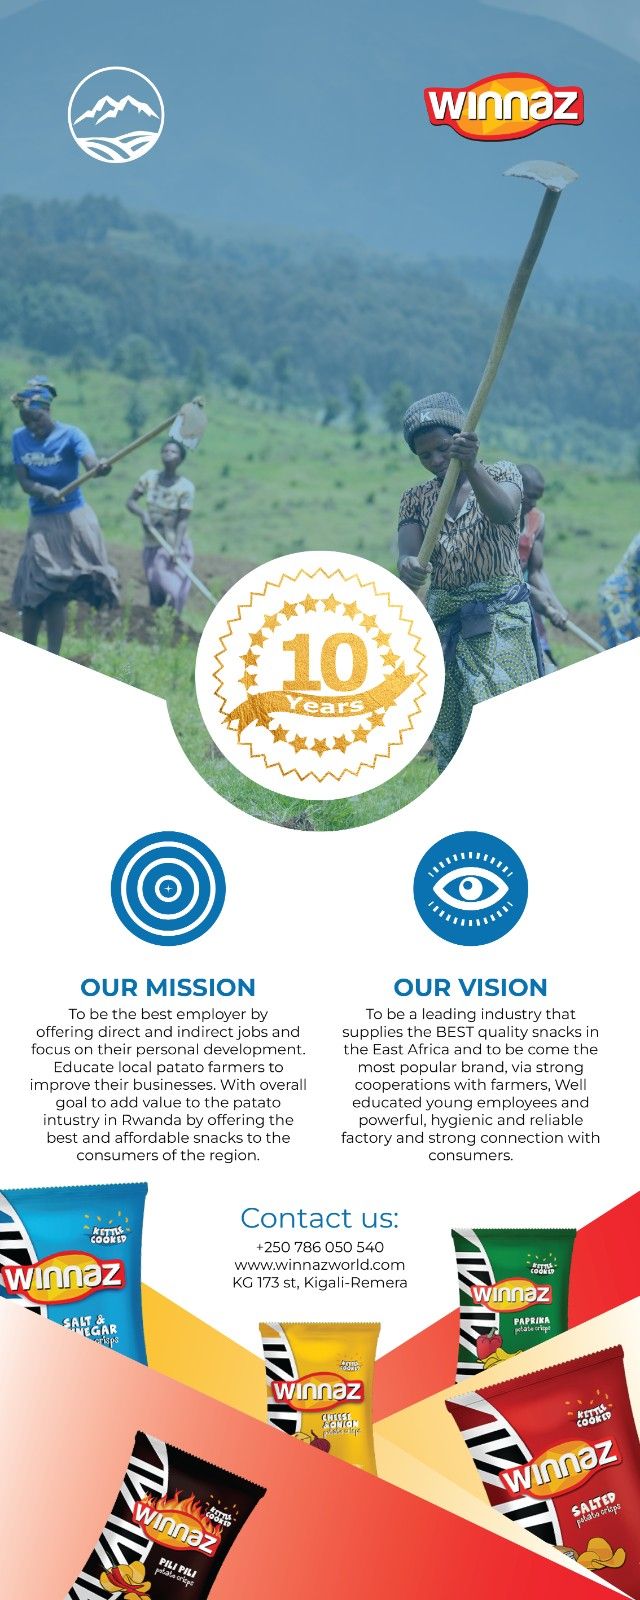 WINNAZ
K
10
Years
OUR MISSION
To be the best employer by
offering direct and indirect jobs and
focus on their personal development.
Educate local patato farmers to
improve their businesses. With overall
goal to add value to the patato
intustry in Rwanda by offering the
best and affordable snacks to the
consumers of the region.
OUR VISION
To be a leading industry that
supplies the BEST quality snacks in
the East Africa and to be come the
most popular brand, via strong
cooperations with farmers, Well
educated young employees and
powerful, hygienic and reliable
factory and strong connection with
consumers.
Contact us:
+250 786 050 540
www.winnazworld.com
KG 173 st, Kigali-Remera
KETTLE
COOKED
WINNAZ
SALT &
NEGAR
crisps
KETTLE
COOKED
WINNAZ
PAPRIKA
potato crisps
KETTLE
COOKED
WINNAZ
CHEESE
&ONION
potato crisps
KETTLE
COOKED
WINNAZ
SALTED
potato crisps
KETTLE
COOKED
WINNAZ
PILI PILI
potato crisps